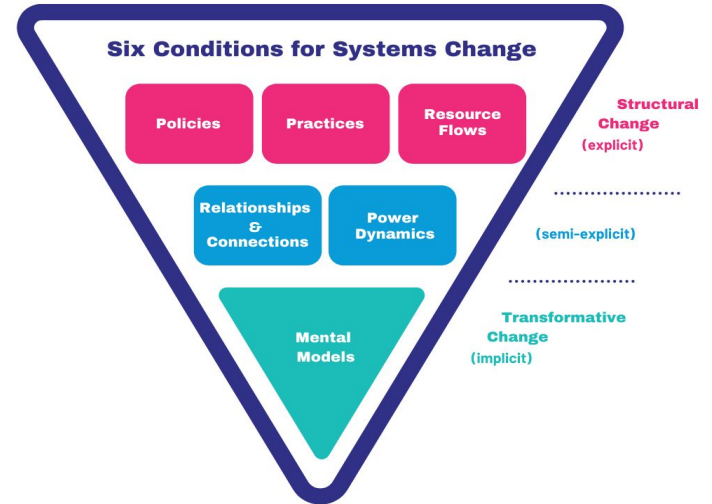 Six Conditions for Systems Change
Policies
Practices
Resource
Flows
Structural
Change
(explicit)
Relationships
&
Connections
Power
Dynamics
(semi-explicit)
Mental
Models
Transformative
Change
(implicit)